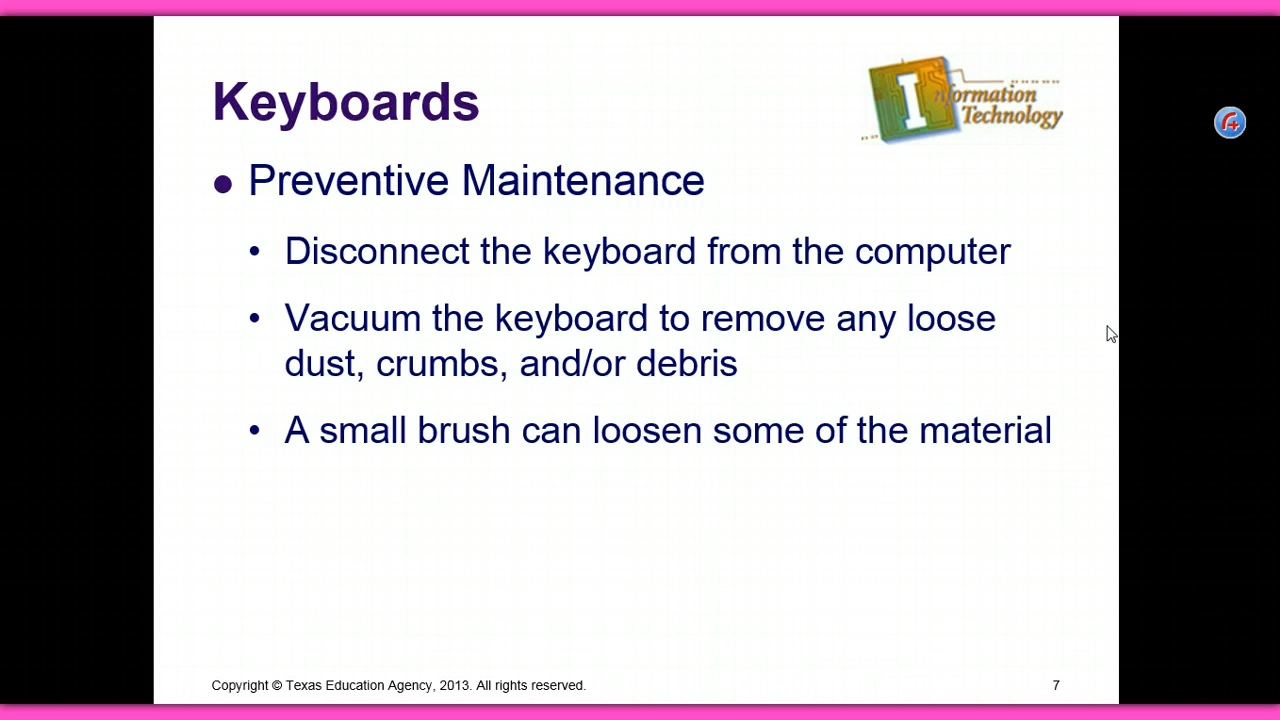 Keyboards
Information
Technology
● Preventive Maintenance
• Disconnect the keyboard from the computer
• Vacuum the keyboard to remove any loose
dust, crumbs, and/or debris
• A small brush can loosen some of the material
Copyright © Texas Education Agency, 2013. All rights reserved.
7